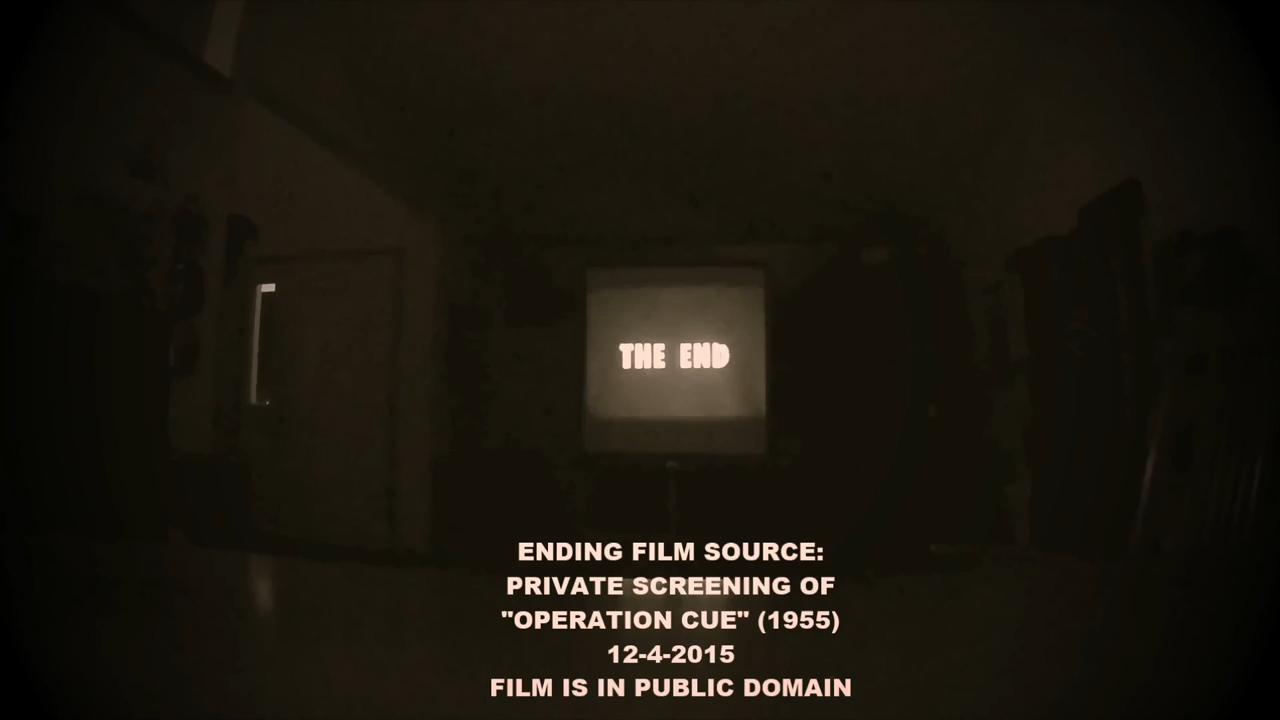 THE END
ENDING FILM SOURCE:
PRIVATE SCREENING OF
"OPERATION CUE" (1955)
12-4-2015
FILM IS IN PUBLIC DOMAIN